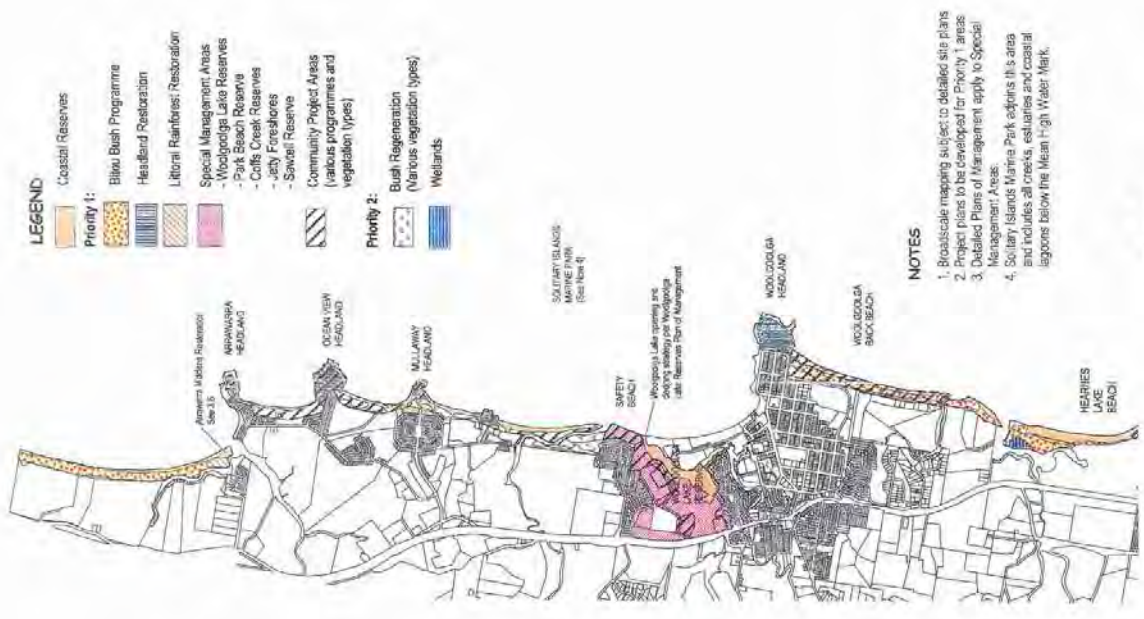 LEGEND
Coastal Reserves
Priority 1:
Bitou Bush Programme
Headland Restoration
Littoral Rainforest Restoration
Special Management Areas
- Woolgoolga Lake Reserves
- Park Beach Reserve
- Coffs Creek Reserves
- Jetty Foreshores
- Sawtell Reserve
Community Project Areas
(various programmes and
vegetation types)
Priority 2:
Bush Regeneration
(Various vegetation types)
Wetlands
Restoration
See 3.5
ARRAWARRA
HEADLAND
OCEAN VIEW
HEADLAND
MULLAWAY
HEADLAND
SOLITARY ISLANDS
MARINE PARK
(See Note 4)
SAFETY
BEACH
Woolgoolga Lake opening and
dredging strategy per Woolgoolga
Lake Reserves Plan of Management
WOOLGOOLGA
HEADLAND
WOOLGOOLGA
BACK BEACH
HEARNES
LAKE
BEACH
NOTES
1. Broadscale mapping subject to detailed site plans
2. Project plans to be developed for Priority 1 areas
3. Detailed Plans of Management apply to Special
Management Areas.
4. Solitary Islands Marine Park adjoins this area
and includes all creeks, estuaries and coastal
lagoons below the Mean High Water Mark.